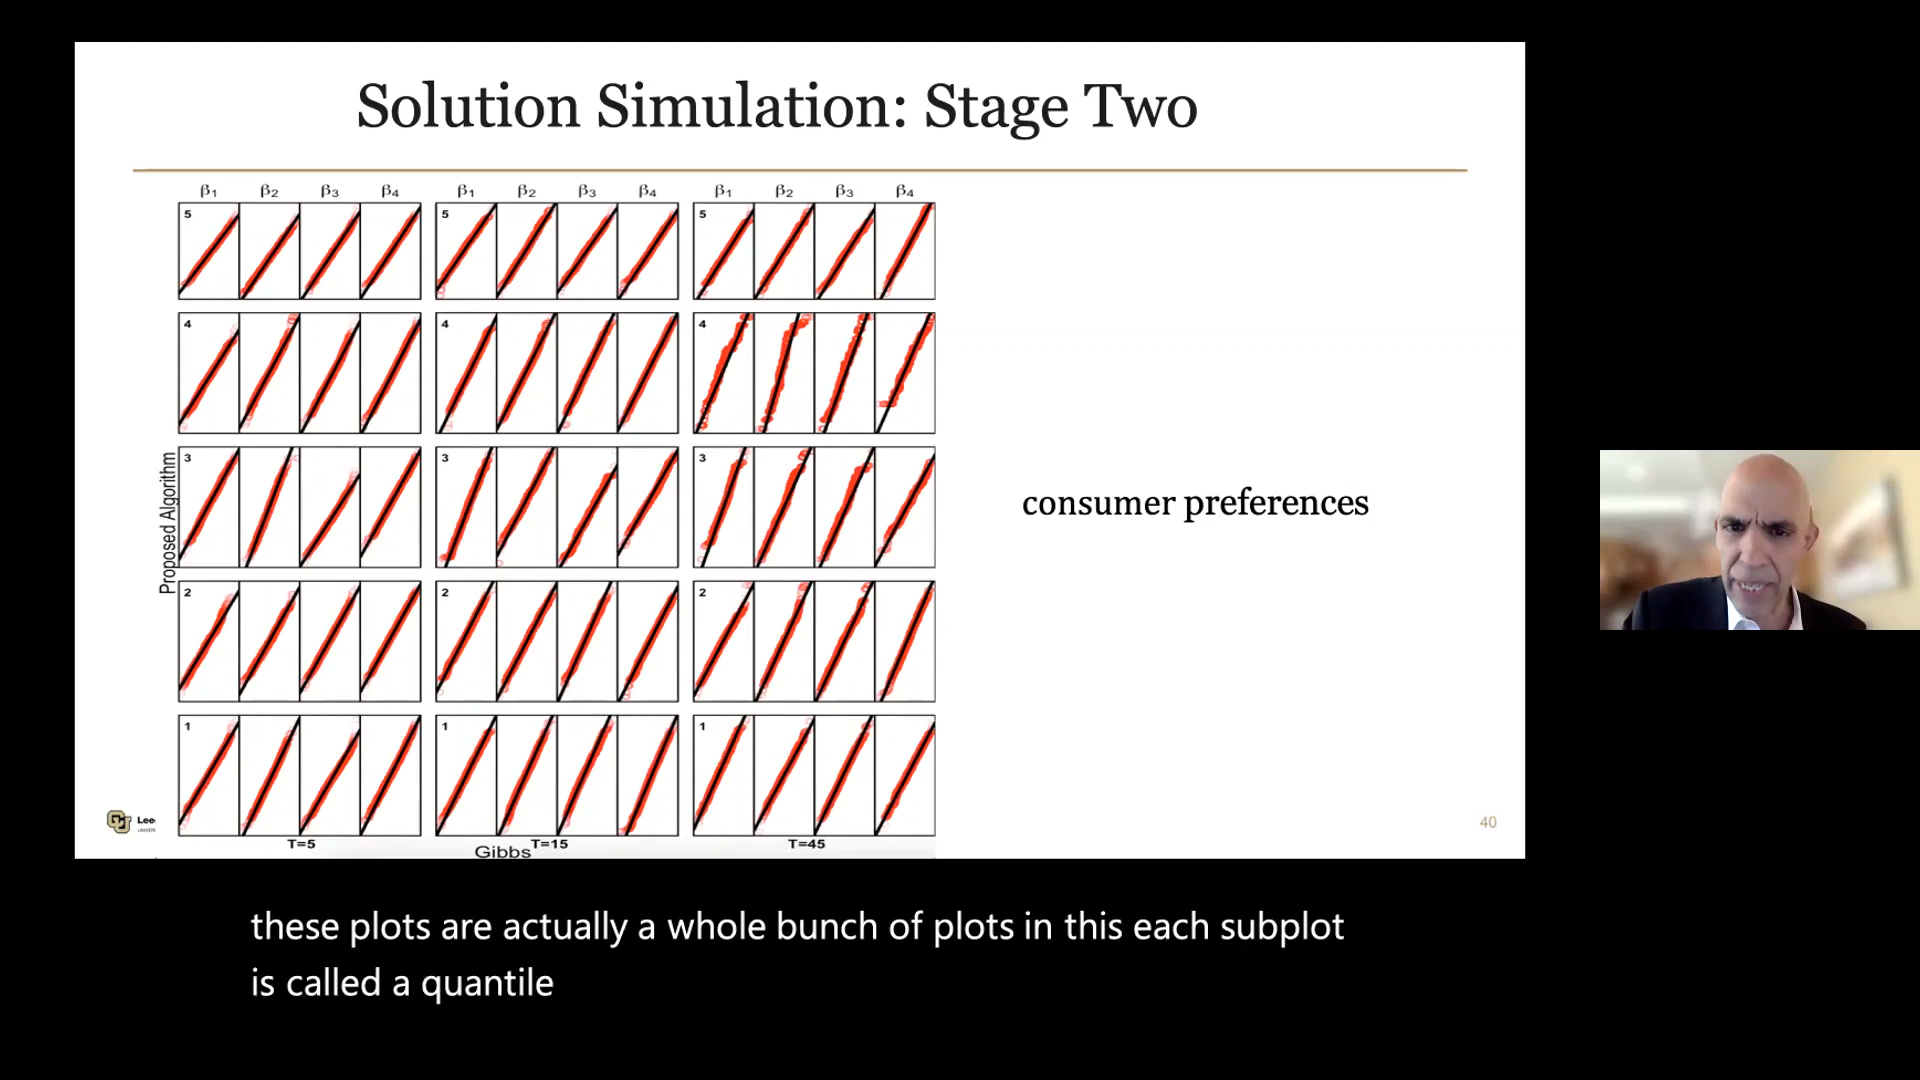 Solution Simulation: Stage Two
β1 β2 β3 β4 β1 β2 β3 β4 β1 β2 β3 β4
5 5 5
4 4 4
3 3 3
Proposed Algorithm
consumer preferences
2 2 2
1 1 1
Lee
UNIVERS
40
T=5 T=15 T=45
Gibbs
these plots are actually a whole bunch of plots in this each subplot
is called a quantile